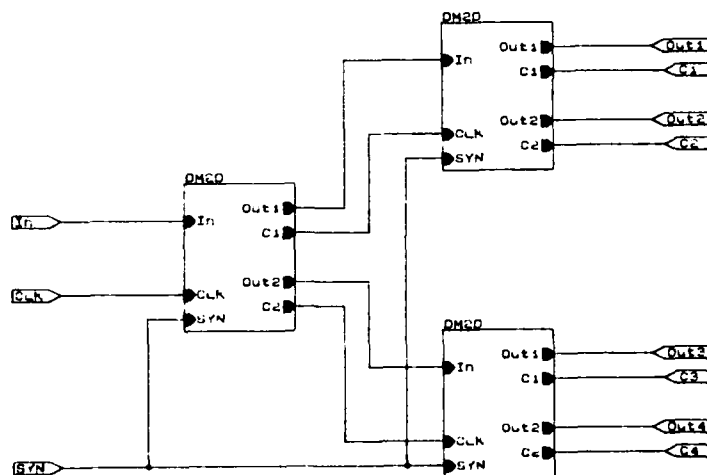 DM2D
In Out1 Out1
C1 C1
Out2 Out2
CLK C2 C2
SYN
DM2D
In In Out1
C1
Out2
CLK CLK C2
SYN
DM2D
Out1 Out3
In C1 C3
Out2 Out4
CLK C2 C4
SYN SYN